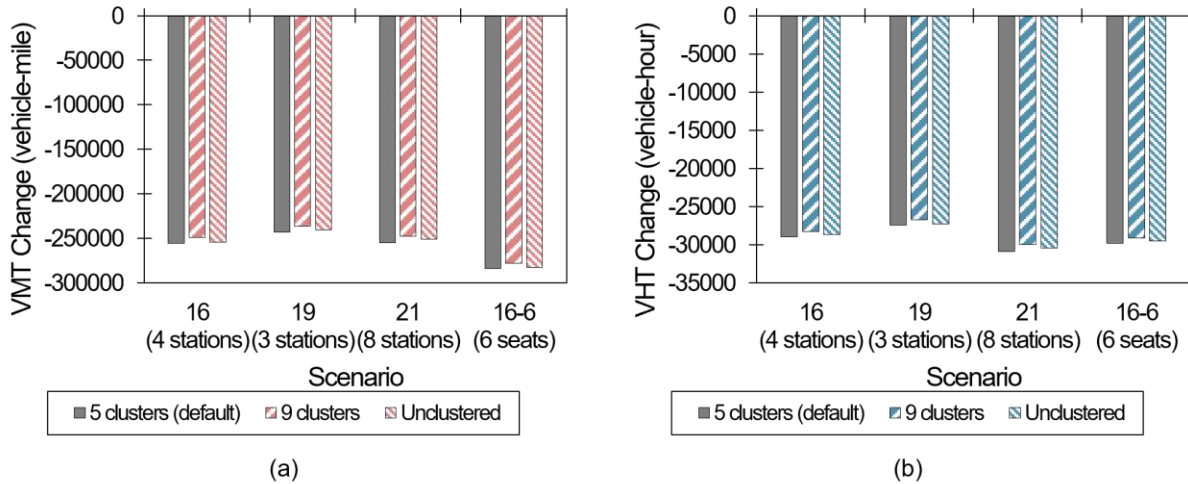 VMT Change (vehicle-mile)
0
-50000
-100000
-150000
-200000
-250000
-300000
16 19 21 16-6
(4 stations) (3 stations) (8 stations) (6 seats)
Scenario
5 clusters (default) 9 clusters Unclustered
(a)
VHT Change (vehicle-hour)
0
-5000
-10000
-15000
-20000
-25000
-30000
-35000
16 19 21 16-6
(4 stations) (3 stations) (8 stations) (6 seats)
Scenario
5 clusters (default) 9 clusters Unclustered
(b)